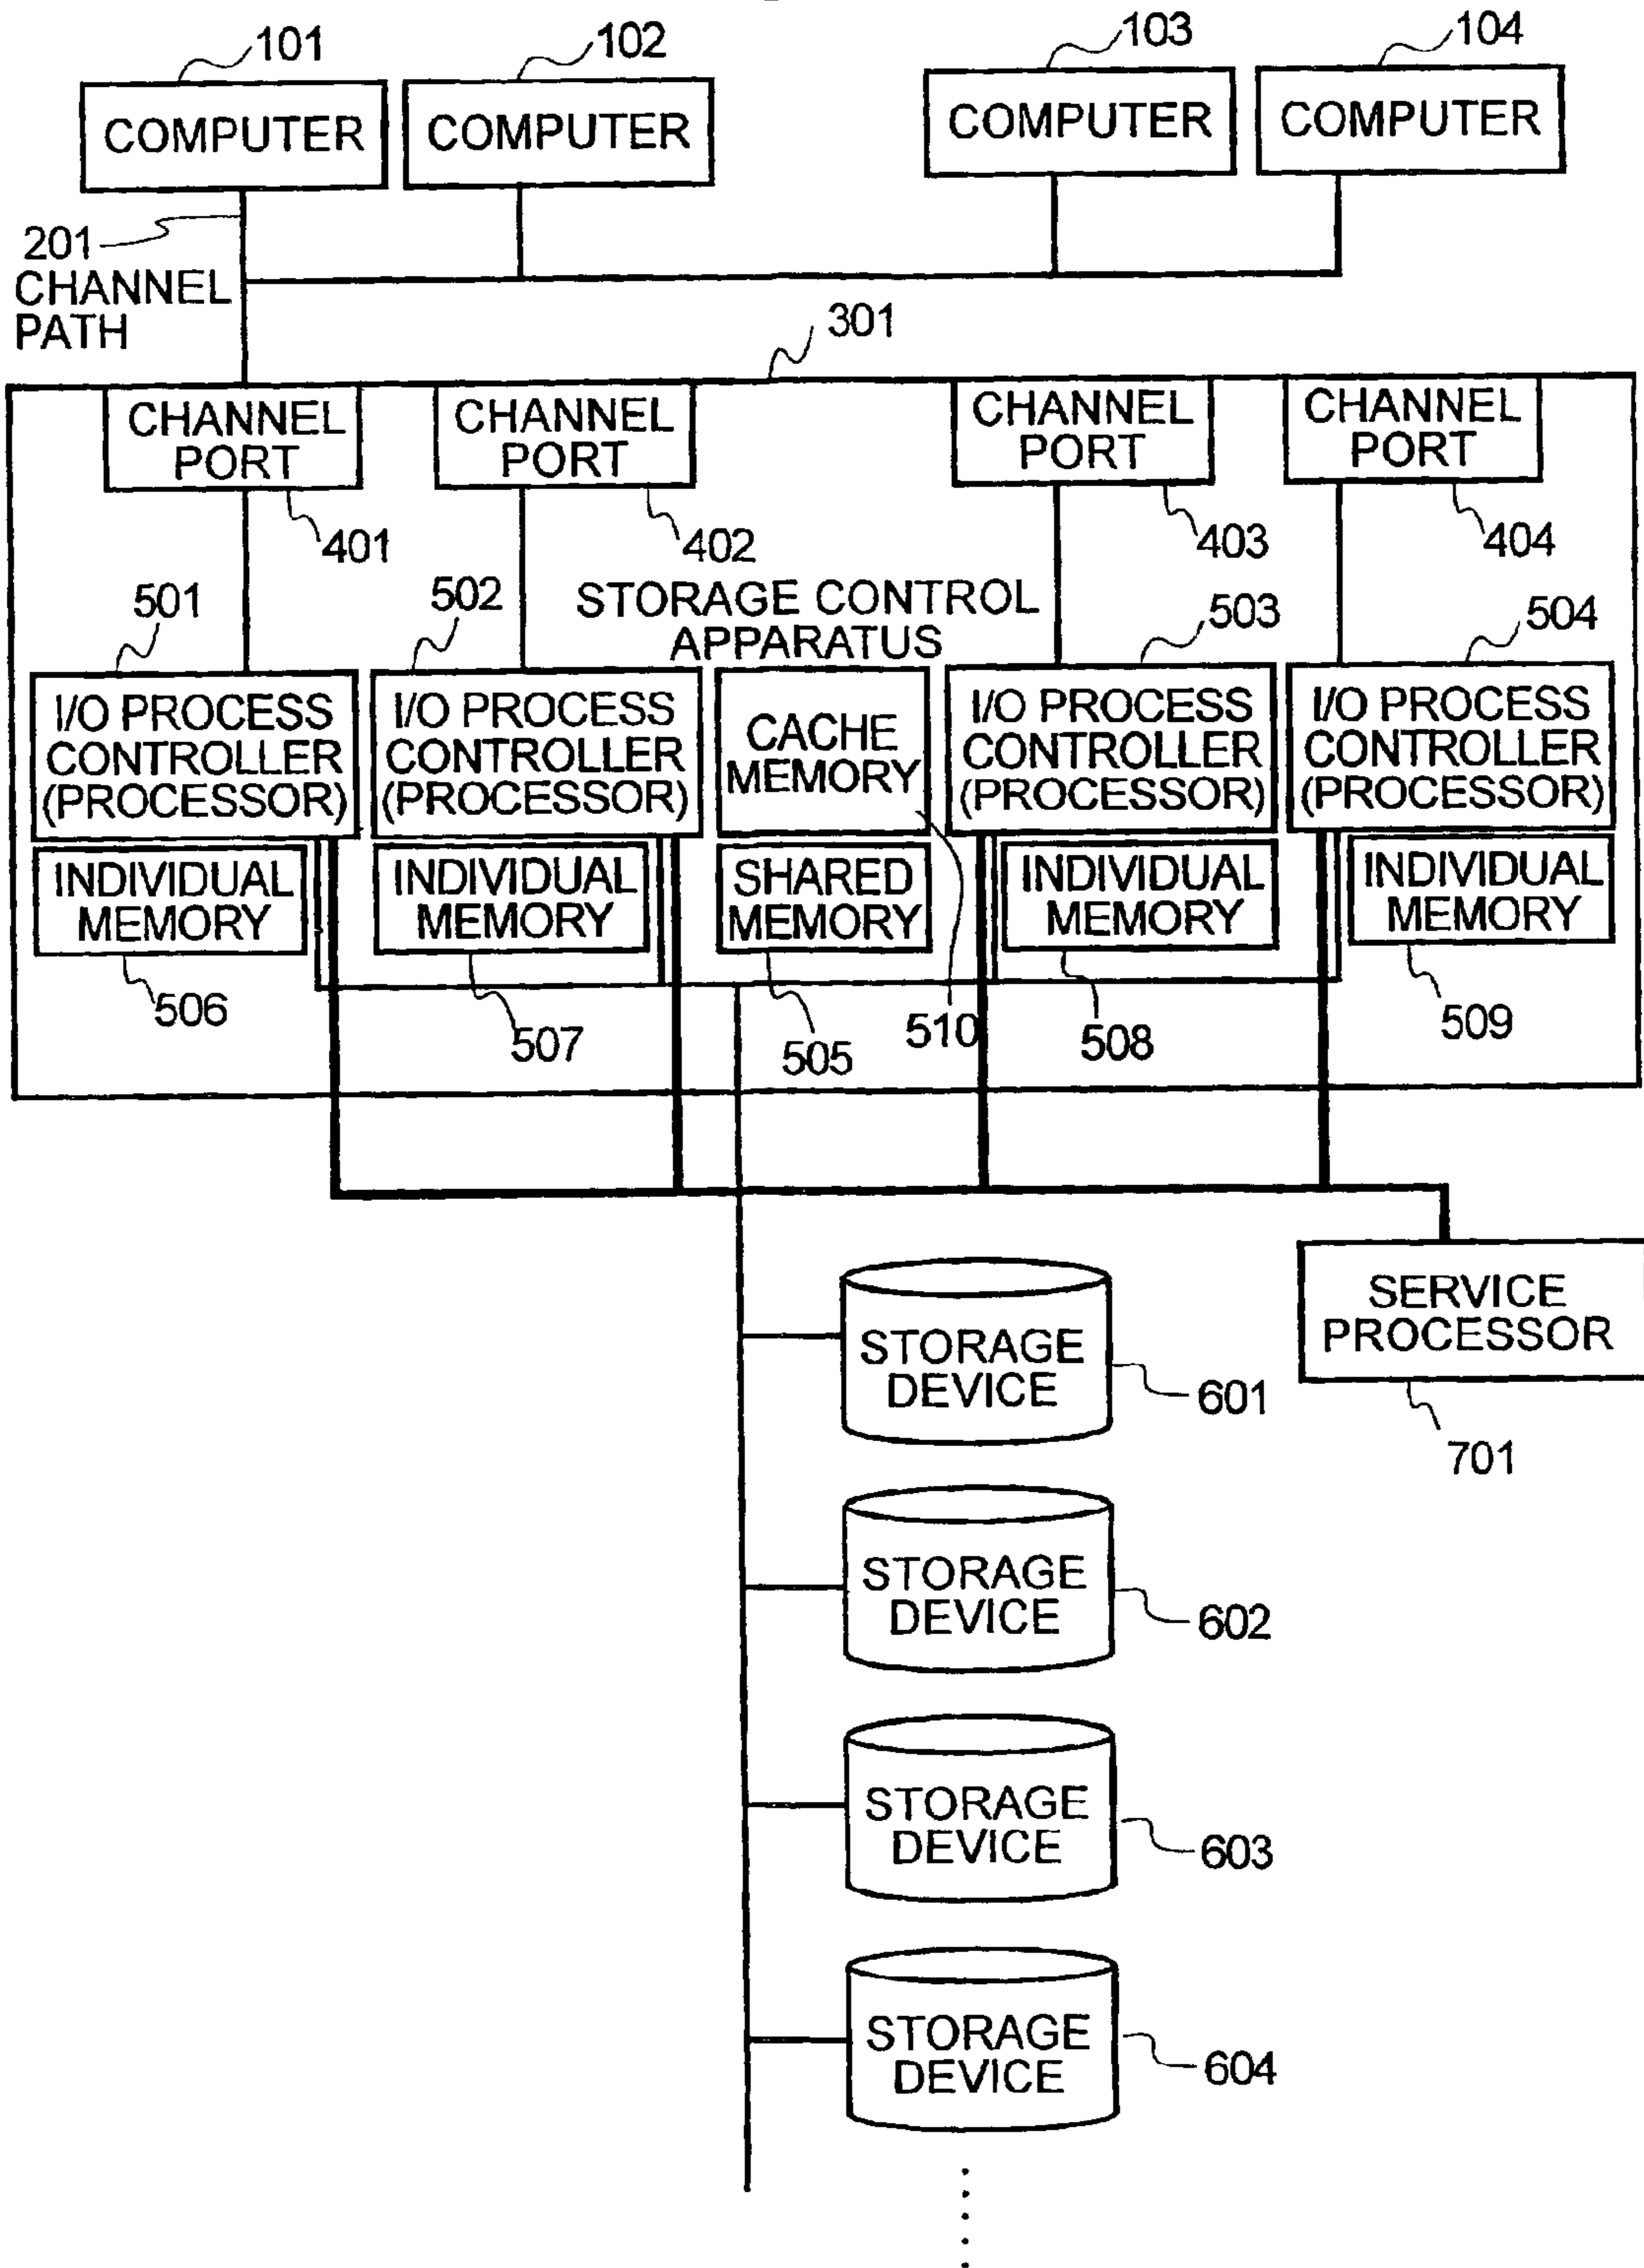 101
102
103
104
COMPUTER
COMPUTER
COMPUTER
COMPUTER
201
CHANNEL
PATH
301
CHANNEL
PORT
CHANNEL
PORT
CHANNEL
PORT
CHANNEL
PORT
401
402
403
404
STORAGE CONTROL
APPARATUS
501
502
503
504
I/O PROCESS
CONTROLLER
(PROCESSOR)
I/O PROCESS
CONTROLLER
(PROCESSOR)
CACHE
MEMORY
I/O PROCESS
CONTROLLER
(PROCESSOR)
I/O PROCESS
CONTROLLER
(PROCESSOR)
INDIVIDUAL
MEMORY
INDIVIDUAL
MEMORY
SHARED
MEMORY
INDIVIDUAL
MEMORY
INDIVIDUAL
MEMORY
506
507
505
510
508
509
STORAGE
DEVICE
601
SERVICE
PROCESSOR
701
STORAGE
DEVICE
602
STORAGE
DEVICE
603
STORAGE
DEVICE
604